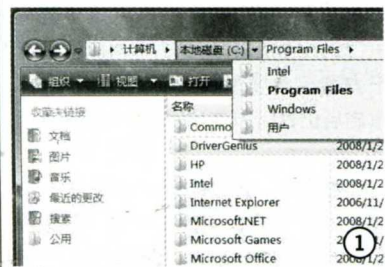 计算机 本地磁盘 (C:) Program Files
Intel
Program Files
Windows
用户
组织 视图 打开
收藏夹链接
文档
图片
音乐
最近的更改
搜索
公用
名称
Commo
DriverGenius 2008/1/2
HP 2008/1/2
Intel 2008/1/2
Internet Explorer 2006/11/
Microsoft.NET 2008/1/2
Microsoft Games
Microsoft Office 2008/1/2
1